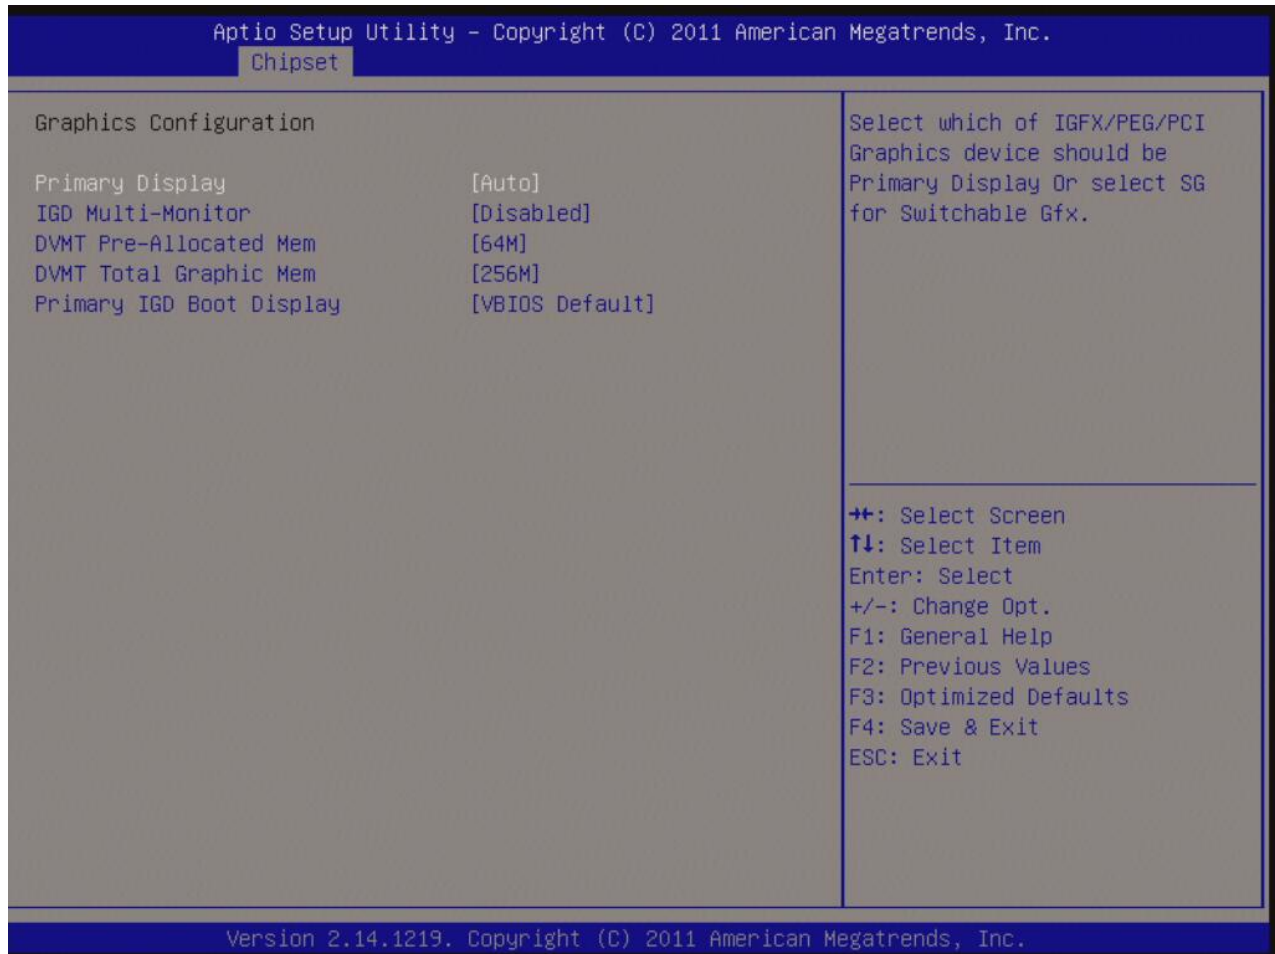 Aptio Setup Utility – Copyright (C) 2011 American Megatrends, Inc.
Chipset
Graphics Configuration
Primary Display [Auto]
IGD Multi-Monitor [Disabled]
DVMT Pre-Allocated Mem [64M]
DVMT Total Graphic Mem [256M]
Primary IGD Boot Display [VBIOS Default]
Select which of IGFX/PEG/PCI
Graphics device should be
Primary Display Or select SG
for Switchable Gfx.
→←: Select Screen
↑↓: Select Item
Enter: Select
+/-: Change Opt.
F1: General Help
F2: Previous Values
F3: Optimized Defaults
F4: Save & Exit
ESC: Exit
Version 2.14.1219. Copyright (C) 2011 American Megatrends, Inc.